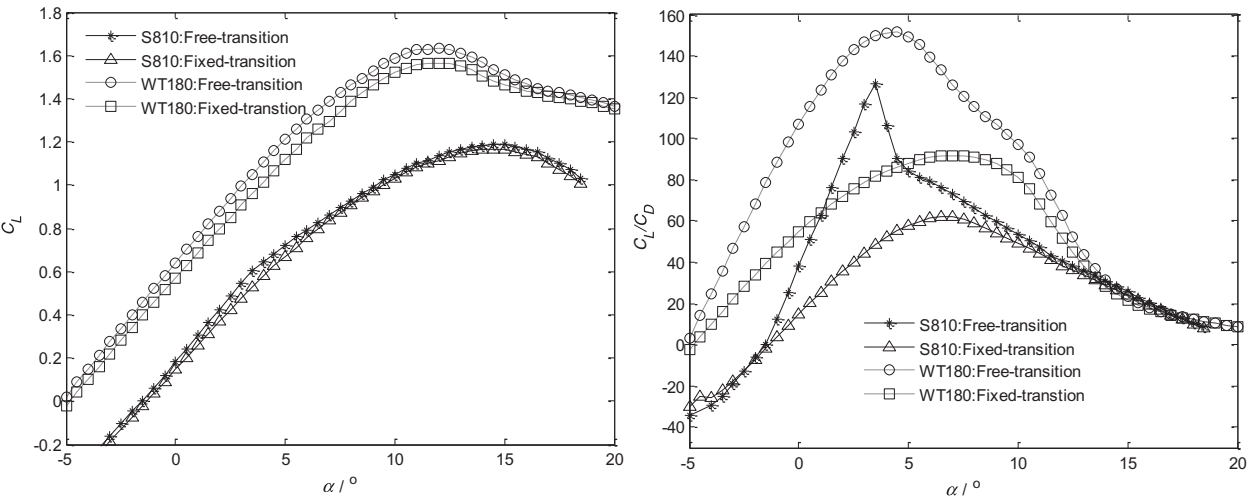 1.8
1.6
1.4
1.2
1
0.8
0.6
0.4
0.2
0
-0.2
C_L
S810:Free-transition
S810:Fixed-transition
WT180:Free-transition
WT180:Fixed-transition
-5 0 5 10 15 20
α / °
160
140
120
100
80
60
40
20
0
-20
-40
C_L/C_D
S810:Free-transition
S810:Fixed-transition
WT180:Free-transition
WT180:Fixed-transtion
-5 0 5 10 15 20
α / °